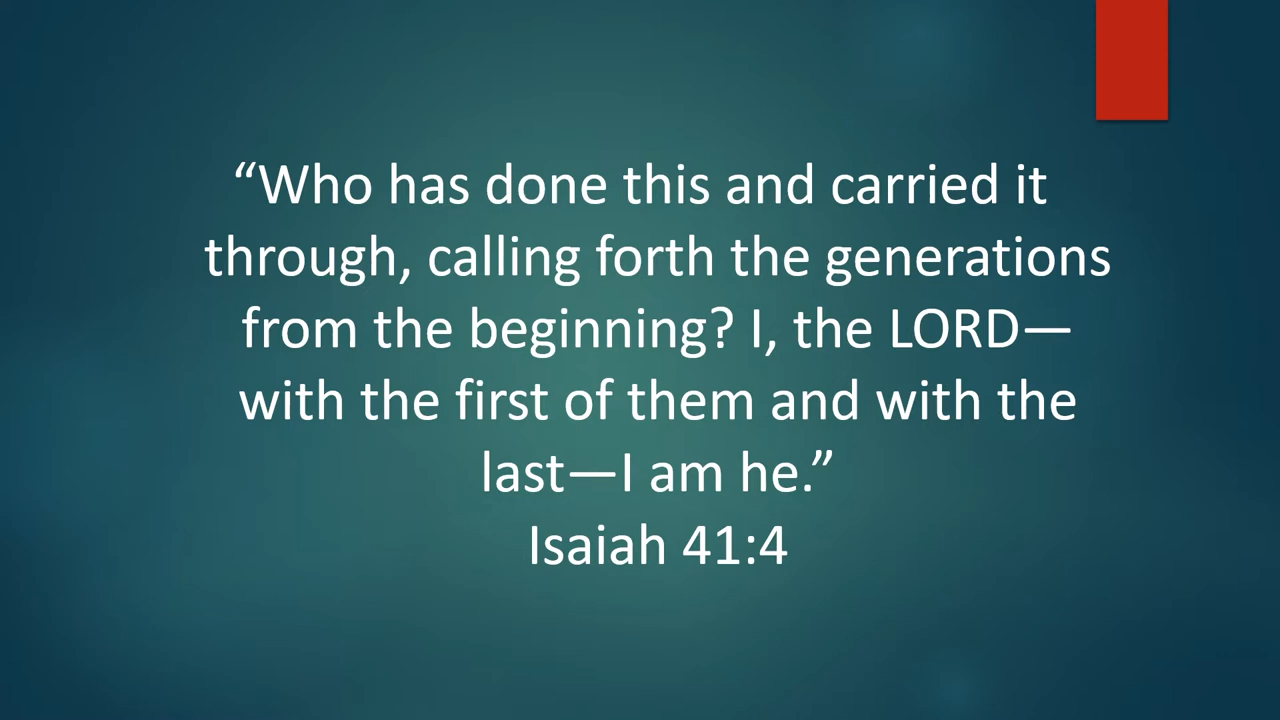 “Who has done this and carried it
through, calling forth the generations
from the beginning? I, the LORD—
with the first of them and with the
last—I am he.”
Isaiah 41:4